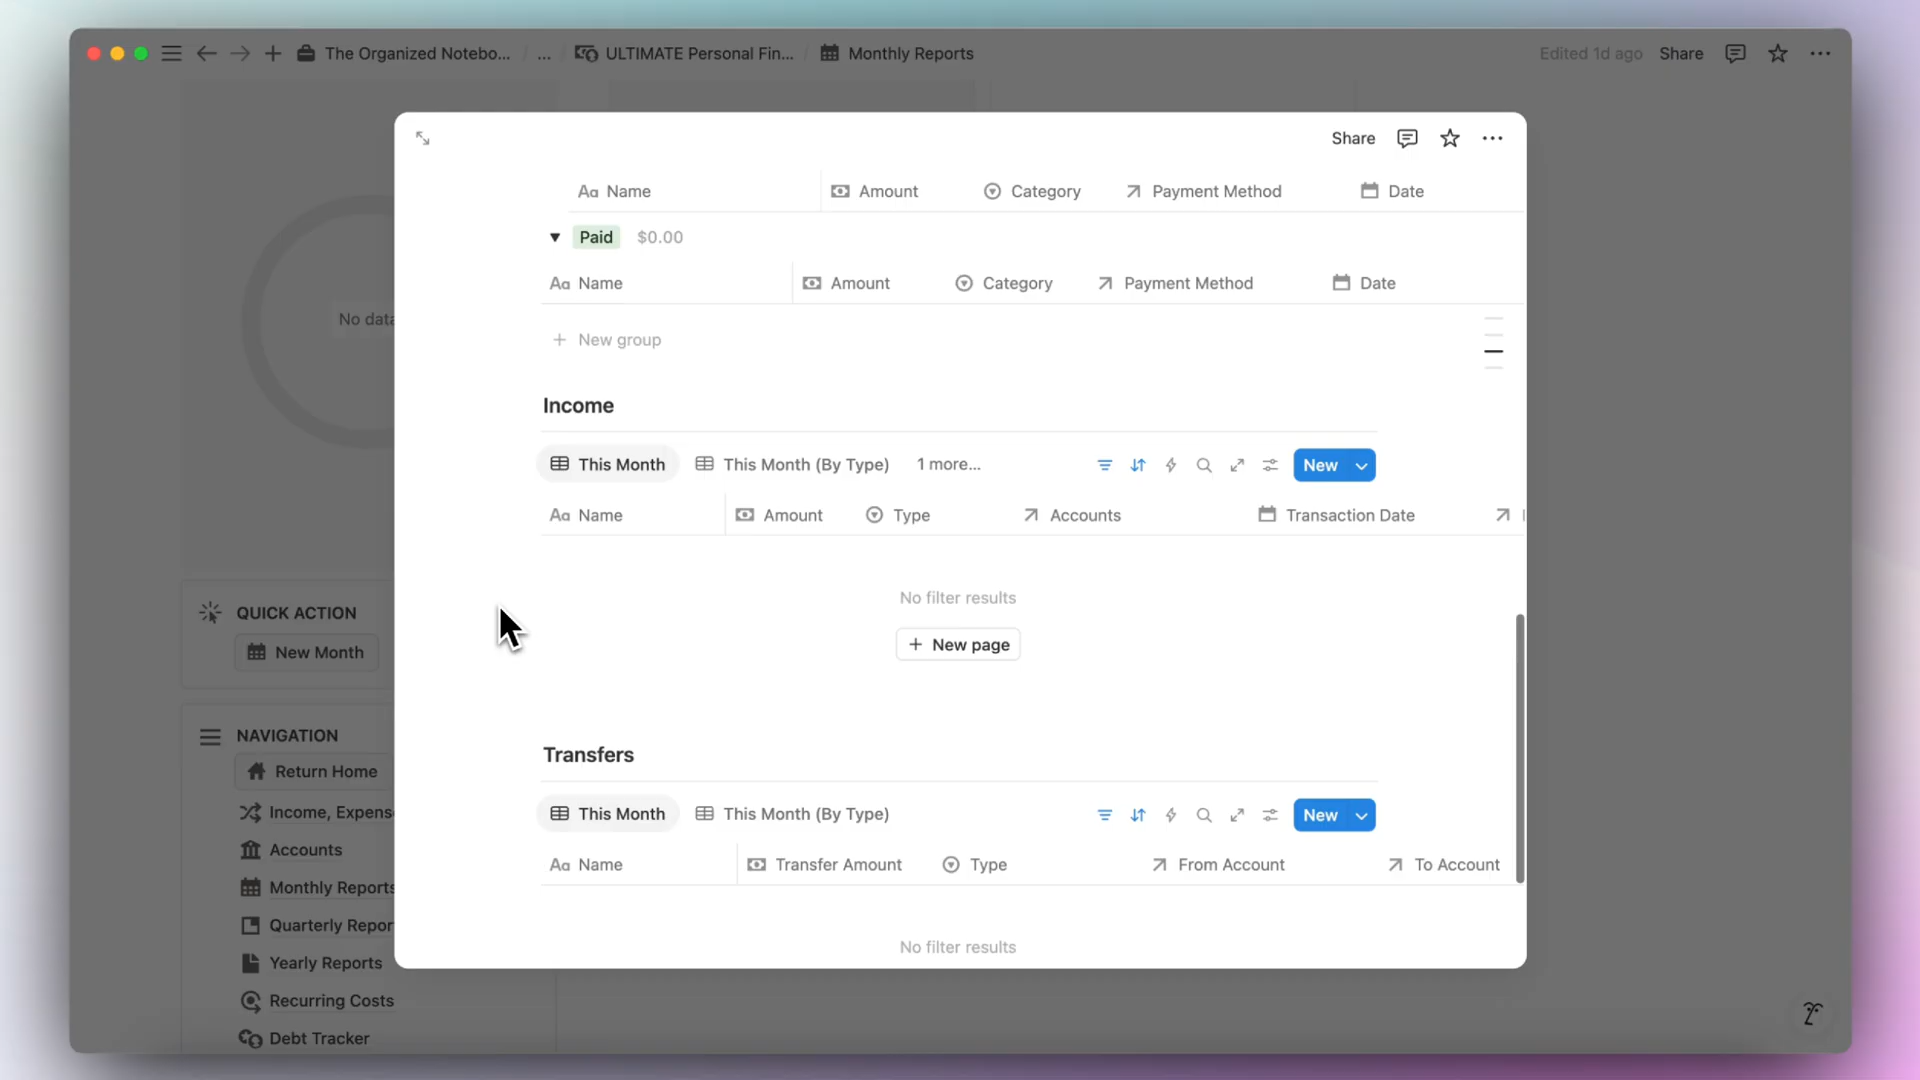 The Organized Notebo... / ... / ULTIMATE Personal Fin... / Monthly Reports
Edited 1d ago Share
Share
Aa Name Amount Category Payment Method Date
Paid $0.00
Aa Name Amount Category Payment Method Date
+ New group
Income
This Month This Month (By Type) 1 more... New
Aa Name Amount Type Accounts Transaction Date
No filter results
+ New page
Transfers
This Month This Month (By Type) New
Aa Name Transfer Amount Type From Account To Account
No filter results
No data
QUICK ACTION
New Month
NAVIGATION
Return Home
Income, Expens
Accounts
Monthly Reports
Quarterly Repor
Yearly Reports
Recurring Costs
Debt Tracker